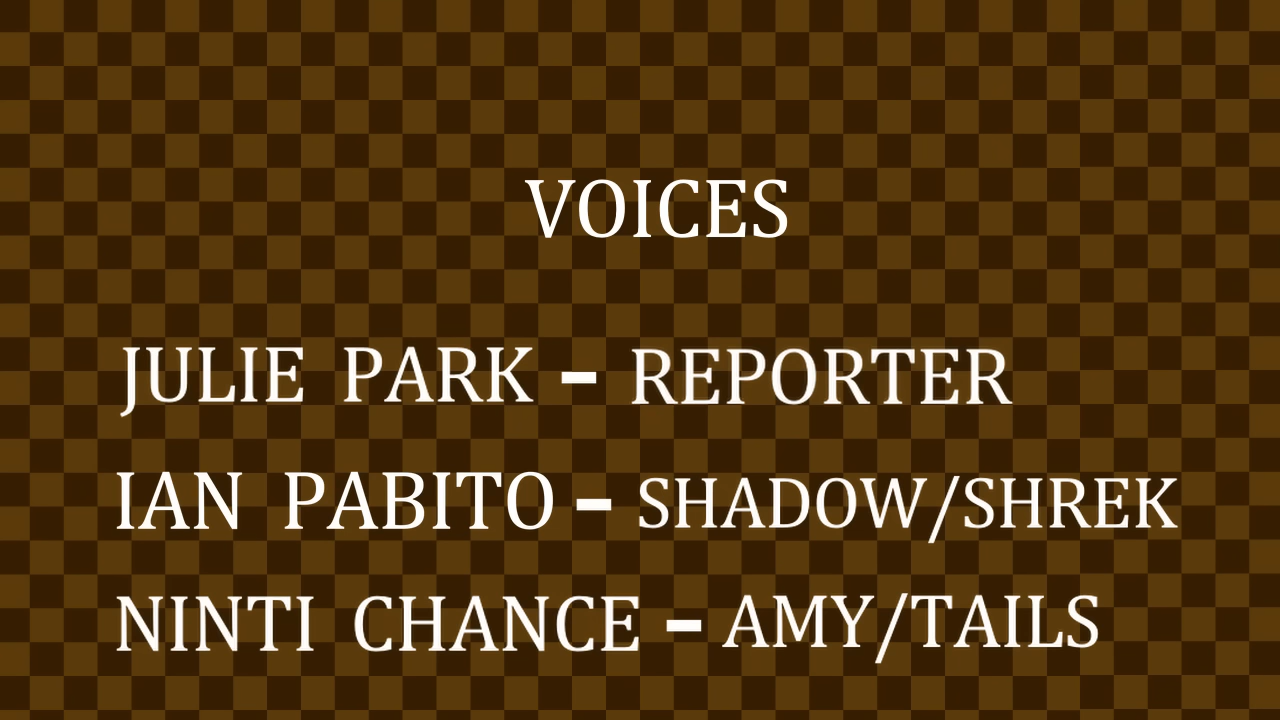 VOICES
JULIE PARK - REPORTER
IAN PABITO - SHADOW/SHREK
NINTI CHANCE - AMY/TAILS